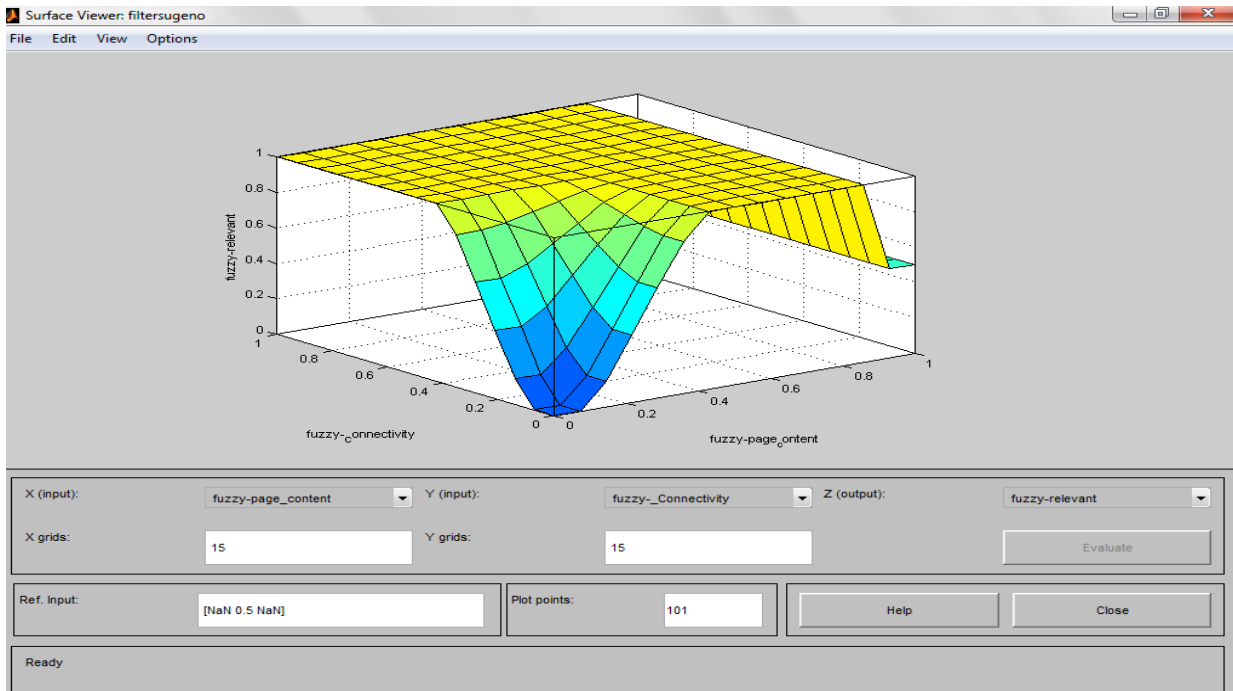 Surface Viewer: filtersugeno
File Edit View Options
1
0.8
0.6
0.4
0.2
0
fuzzy-relevant
1
0.8
0.6
0.4
0.2
0
fuzzy-connectivity
0
0.2
0.4
0.6
0.8
1
fuzzy-pagecontent
X (input): fuzzy-page_content Y (input): fuzzy-_Connectivity Z (output): fuzzy-relevant
X grids: 15 Y grids: 15 Evaluate
Ref. Input: [NaN 0.5 NaN] Plot points: 101 Help Close
Ready